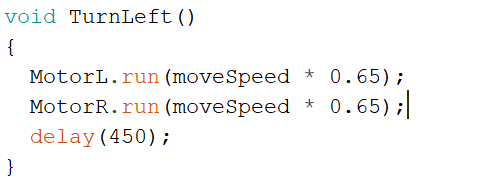 void TurnLeft()
{
  MotorL.run(moveSpeed * 0.65);
  MotorR.run(moveSpeed * 0.65);
  delay(450);
}